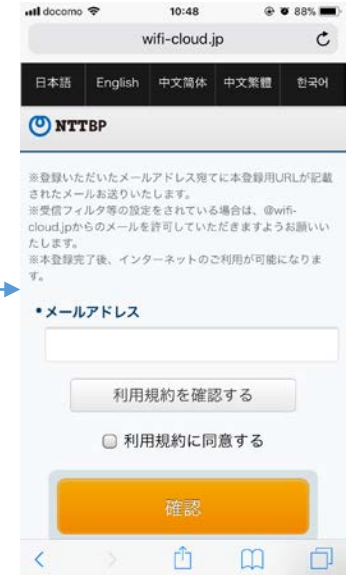 docomo 10:48 88%
wifi-cloud.jp
日本語 English 中文简体 中文繁體 한국어
NTTBP
※登録いただいたメールアドレス宛てに本登録用URLが記載
されたメールお送りいたします。
※受信フィルタ等の設定をされている場合は、@wifi-
cloud.jpからのメールを許可していただきますようお願いい
たします。
※本登録完了後、インターネットのご利用が可能になりま
す。
•メールアドレス
利用規約を確認する
利用規約に同意する
確認